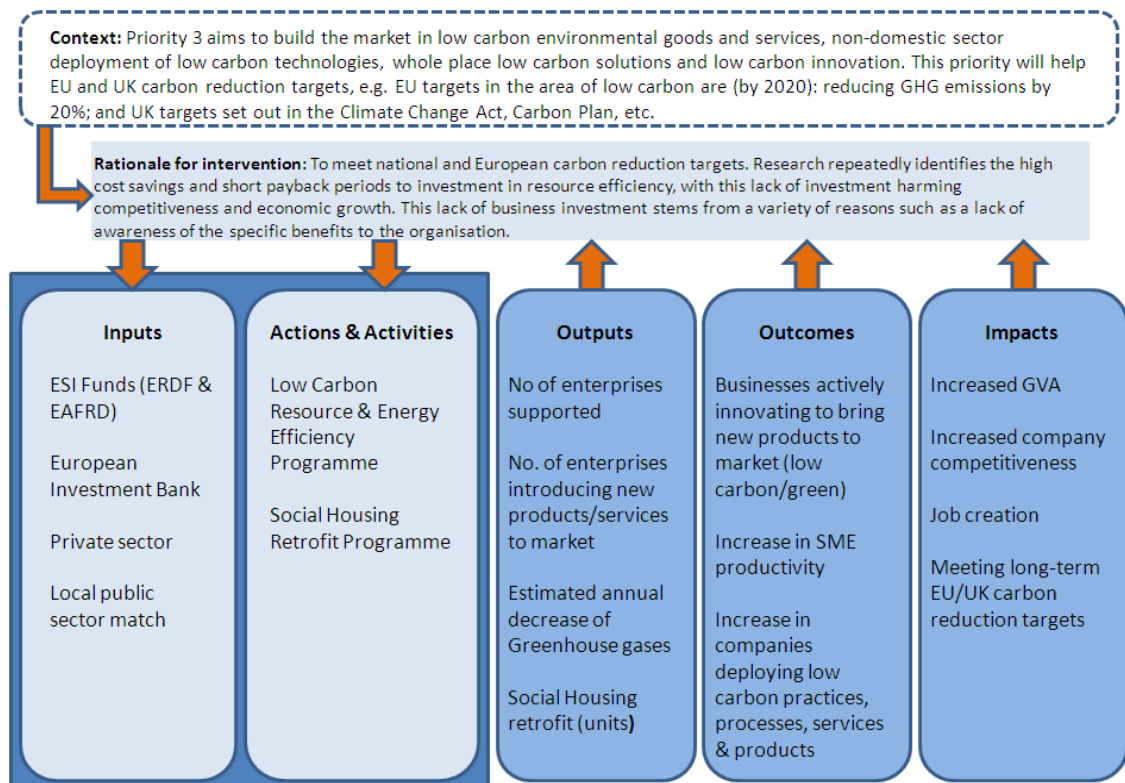 Context: Priority 3 aims to build the market in low carbon environmental goods and services, non-domestic sector
deployment of low carbon technologies, whole place low carbon solutions and low carbon innovation. This priority will help
EU and UK carbon reduction targets, e.g. EU targets in the area of low carbon are (by 2020): reducing GHG emissions by
20%; and UK targets set out in the Climate Change Act, Carbon Plan, etc.
Rationale for intervention: To meet national and European carbon reduction targets. Research repeatedly identifies the high
cost savings and short payback periods to investment in resource efficiency, with this lack of investment harming
competitiveness and economic growth. This lack of business investment stems from a variety of reasons such as a lack of
awareness of the specific benefits to the organisation.
Inputs
ESI Funds (ERDF &
EAFRD)
European
Investment Bank
Private sector
Local public
sector match
Actions & Activities
Low Carbon
Resource & Energy
Efficiency
Programme
Social Housing
Retrofit Programme
Outputs
No of enterprises
supported
No. of enterprises
introducing new
products/services
to market
Estimated annual
decrease of
Greenhouse gases
Social Housing
retrofit (units)
Outcomes
Businesses actively
innovating to bring
new products to
market (low
carbon/green)
Increase in SME
productivity
Increase in
companies
deploying low
carbon practices,
processes, services
& products
Impacts
Increased GVA
Increased company
competitiveness
Job creation
Meeting long-term
EU/UK carbon
reduction targets